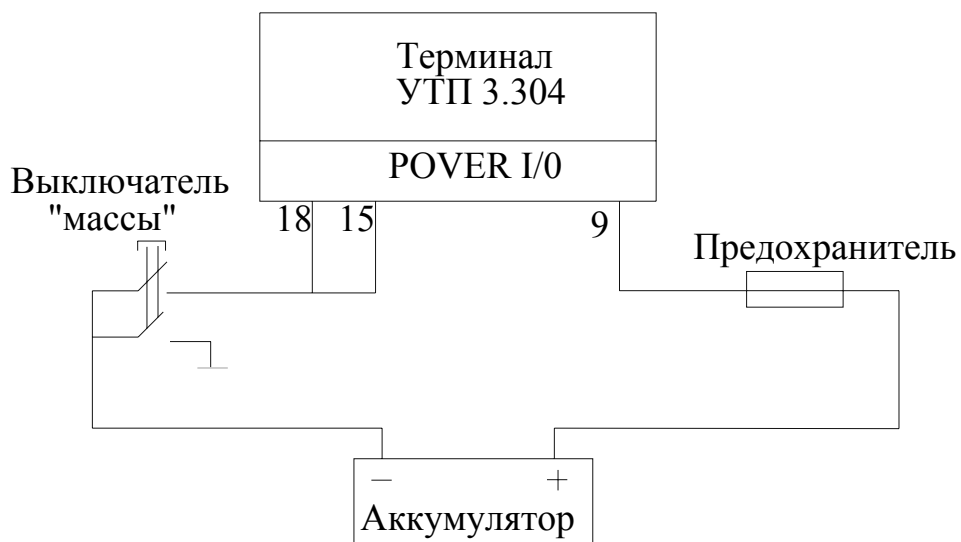 Терминал
УТП 3.304
POVER I/0
Выключатель
"массы"
18 15
9
Предохранитель
— +
Аккумулятор